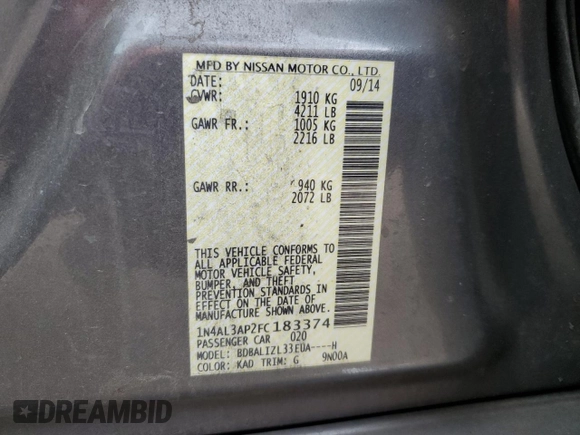 MFD BY NISSAN MOTOR CO., LTD.
DATE: 09/14
GVWR: 1910 KG
4211 LB
GAWR FR.: 1005 KG
2216 LB
GAWR RR.: 940 KG
2072 LB
THIS VEHICLE CONFORMS TO
ALL APPLICABLE FEDERAL
MOTOR VEHICLE SAFETY,
BUMPER, AND THEFT
PREVENTION STANDARDS
IN EFFECT ON THE DATE OF
MANUFACTURE SHOWN ABOVE.
1N4AL3AP2FC183374
PASSENGER CAR 020
MODEL: BDBALIZL33EUA----H
COLOR: KAD TRIM: G 9N00A
DREAMBID